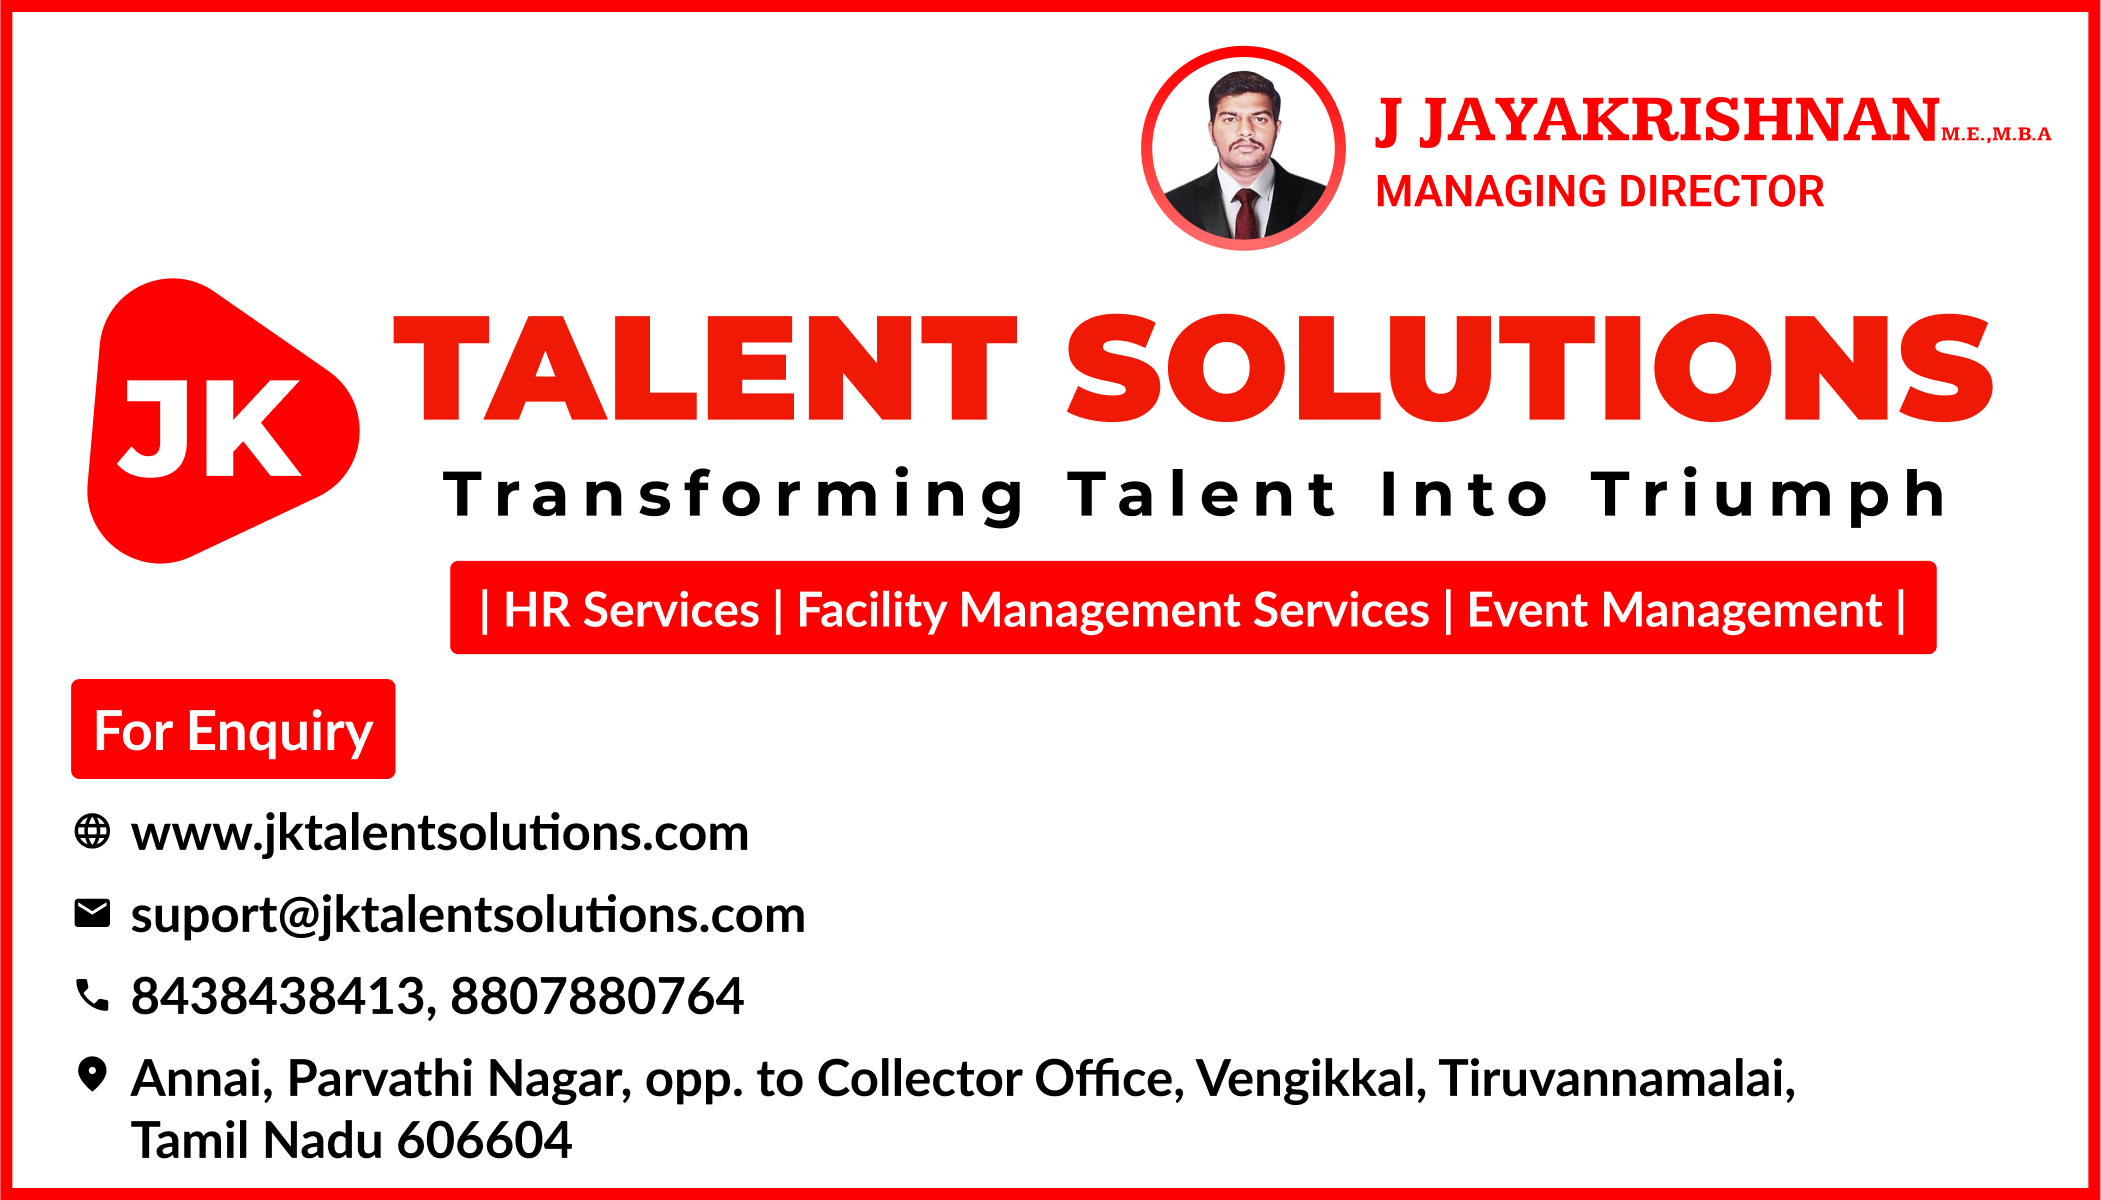 J JAYAKRISHNAN M.E.,M.B.A
MANAGING DIRECTOR
JK
TALENT SOLUTIONS
Transforming Talent Into Triumph
| HR Services | Facility Management Services | Event Management |
For Enquiry
www.jktalentsolutions.com
suport@jktalentsolutions.com
8438438413, 8807880764
Annai, Parvathi Nagar, opp. to Collector Office, Vengikkal, Tiruvannamalai,
Tamil Nadu 606604